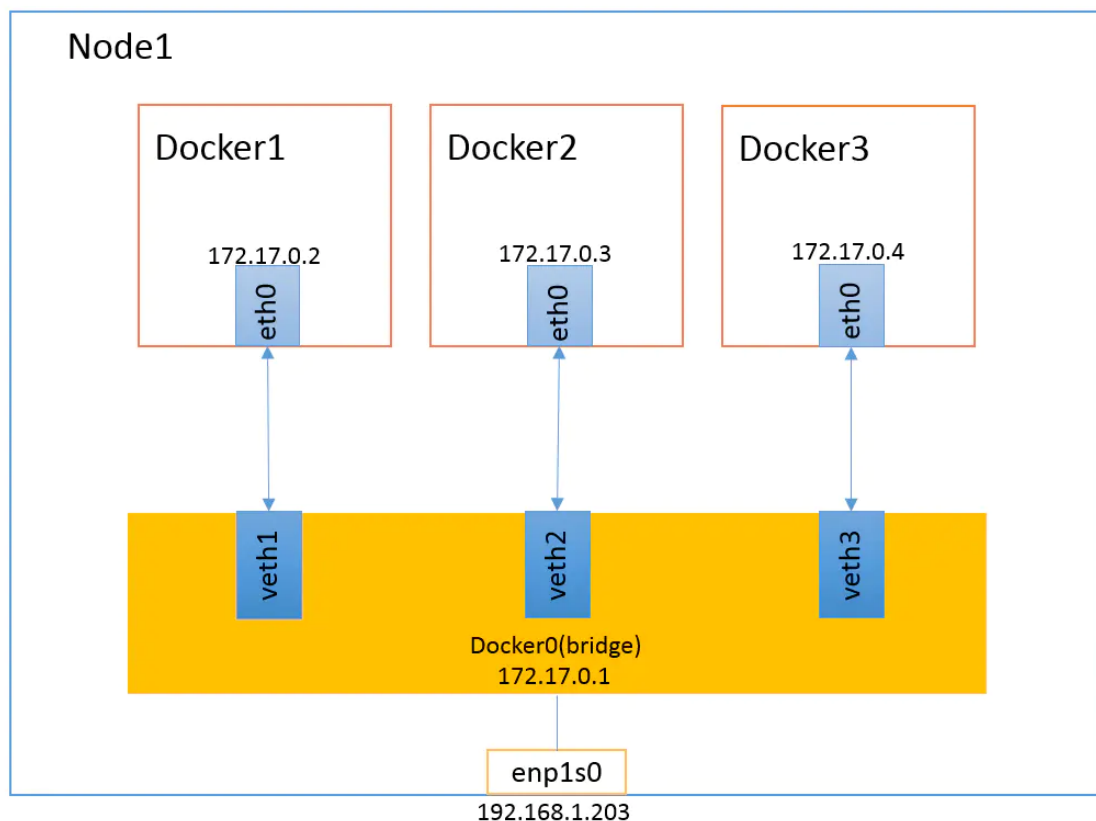 Node1
Docker1
Docker2
Docker3
172.17.0.2
172.17.0.3
172.17.0.4
eth0
eth0
eth0
veth1
veth2
veth3
Docker0(bridge)
172.17.0.1
enp1s0
192.168.1.203